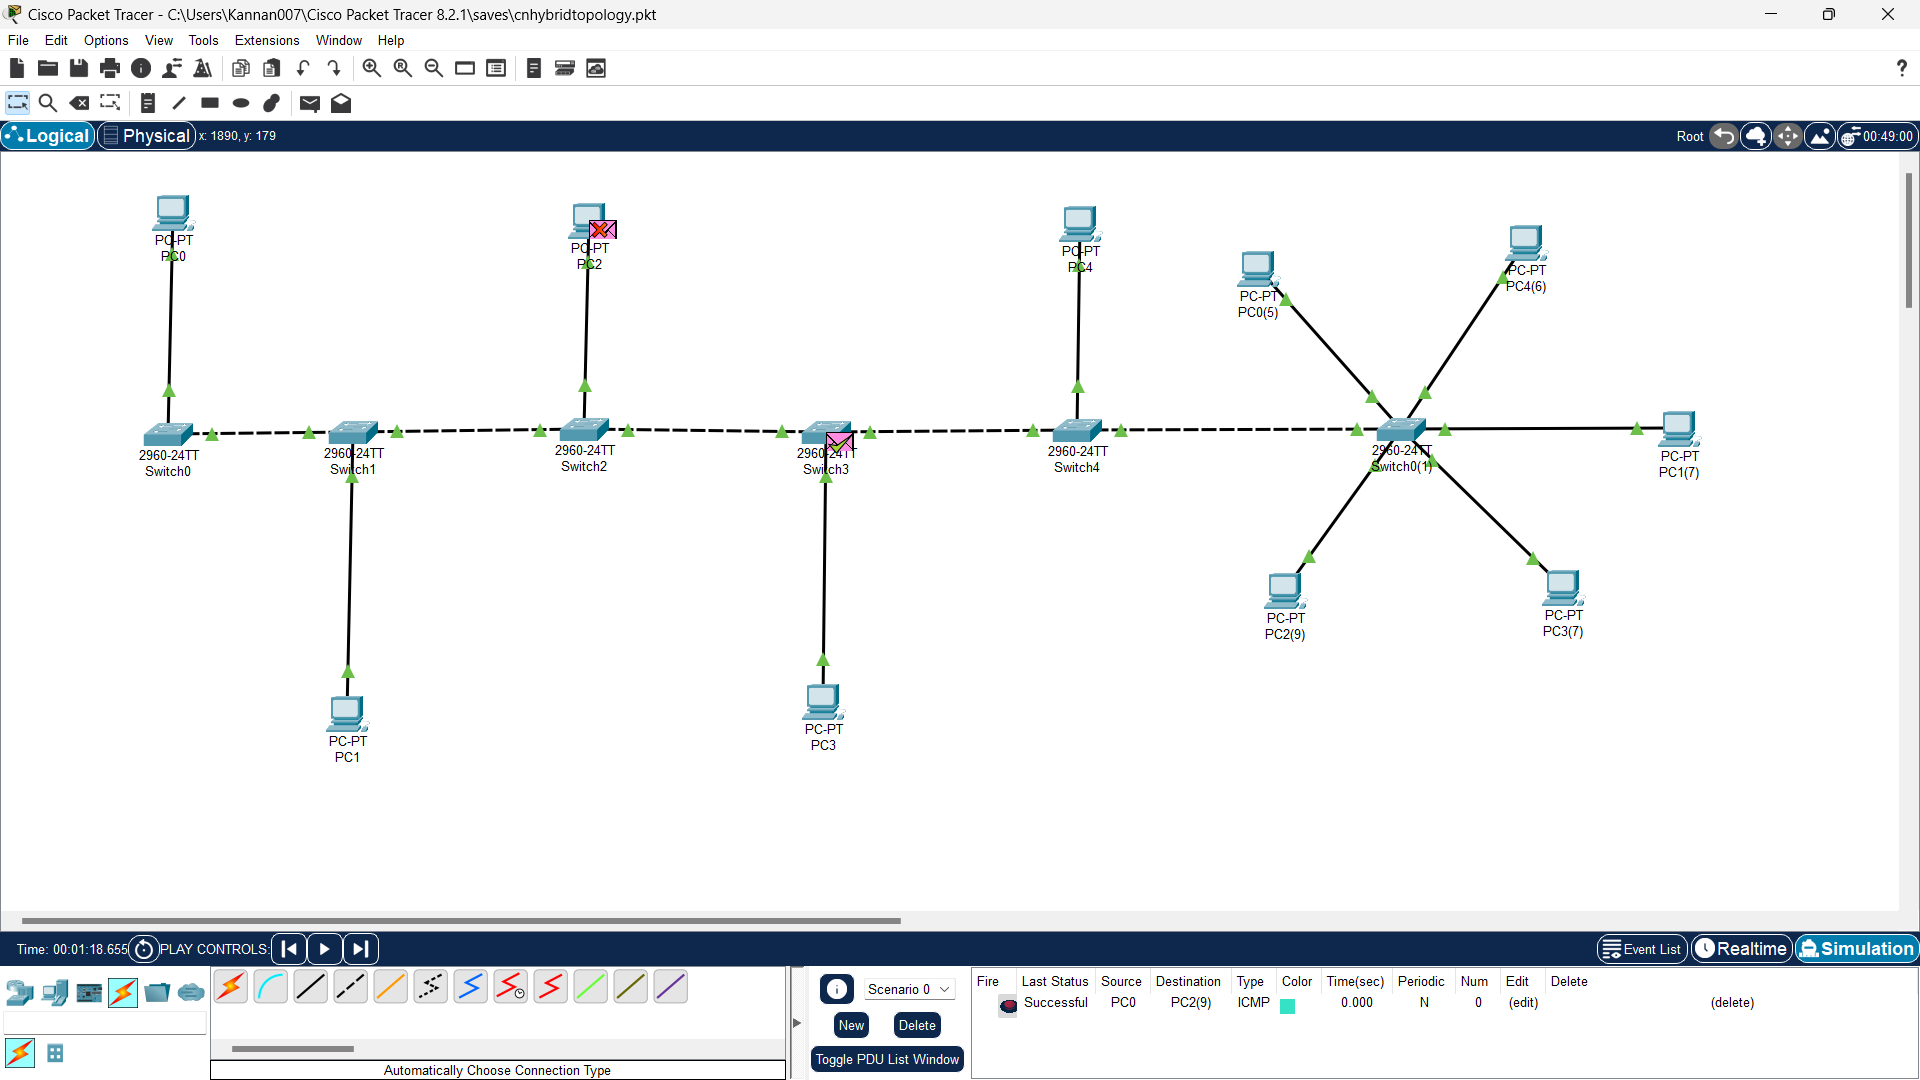 Cisco Packet Tracer - C:\Users\Kannan007\Cisco Packet Tracer 8.2.1\saves\cnhybridtopology.pkt
File Edit Options View Tools Extensions Window Help
?
Logical Physical x: 1890, y: 179 Root 00:49:00
PC-PT
PC0
PC-PT
PC2
PC-PT
PC4
PC-PT
PC0(5)
PC-PT
PC4(6)
2960-24TT
Switch0
2960-24TT
Switch1
2960-24TT
Switch2
2960-24TT
Switch3
2960-24TT
Switch4
2960-24TT
Switch0(1)
PC-PT
PC1(7)
PC-PT
PC2(9)
PC-PT
PC3(7)
PC-PT
PC1
PC-PT
PC3
Time: 00:01:18.655 PLAY CONTROLS: Event List Realtime Simulation
Scenario 0
New Delete
Toggle PDU List Window
Fire Last Status Source Destination Type Color Time(sec) Periodic Num Edit Delete
Successful PC0 PC2(9) ICMP 0.000 N 0 (edit) (delete)
Automatically Choose Connection Type